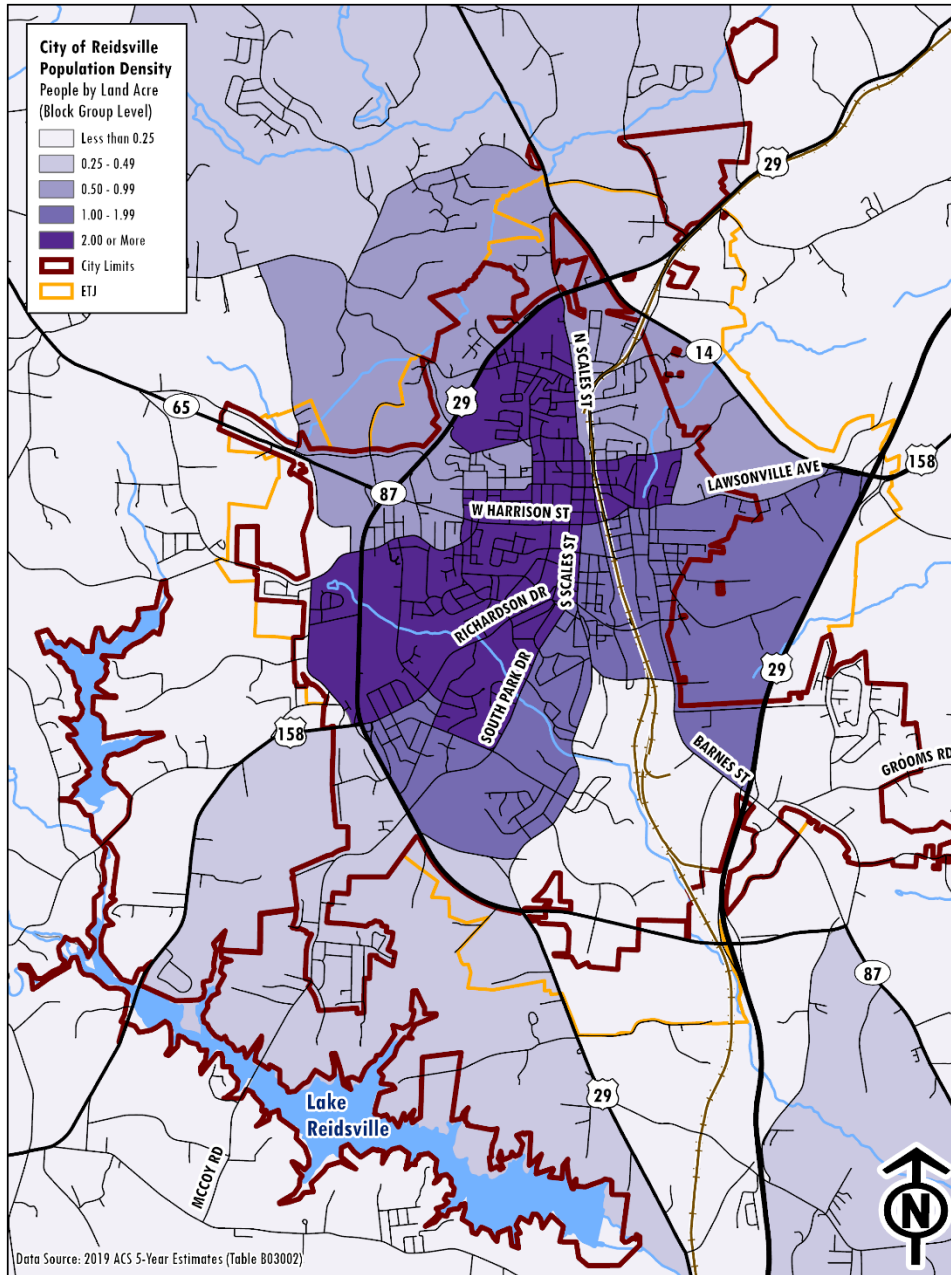 City of Reidsville
Population Density
People by Land Acre
(Block Group Level)
Less than 0.25
0.25 - 0.49
0.50 - 0.99
1.00 - 1.99
2.00 or More
City Limits
ETJ
29
N SCALES ST
14
65
29
158
LAWSONVILLE AVE
87
W HARRISON ST
S SCALES ST
RICHARDSON DR
SOUTH PARK DR
29
158
BARNES ST
GROOMS RD
87
29
Lake
Reidsville
MCCOY RD
N
Data Source: 2019 ACS 5-Year Estimates (Table B03002)